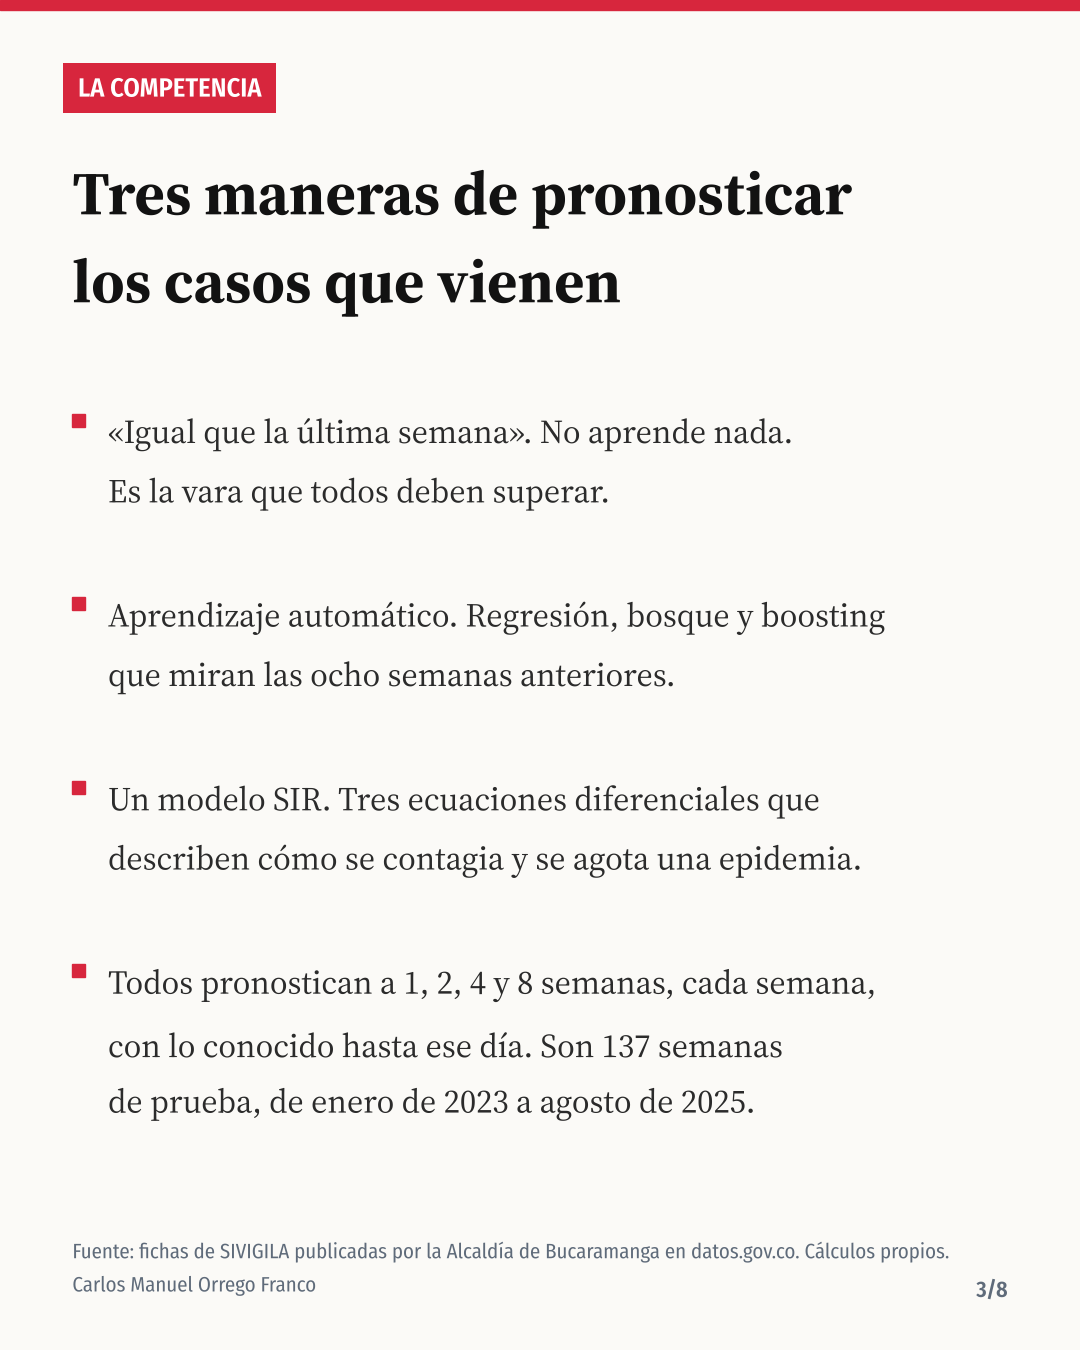 LA COMPETENCIA
Tres maneras de pronosticar
los casos que vienen
«Igual que la última semana». No aprende nada.
Es la vara que todos deben superar.
Aprendizaje automático. Regresión, bosque y boosting
que miran las ocho semanas anteriores.
Un modelo SIR. Tres ecuaciones diferenciales que
describen cómo se contagia y se agota una epidemia.
Todos pronostican a 1, 2, 4 y 8 semanas, cada semana,
con lo conocido hasta ese día. Son 137 semanas
de prueba, de enero de 2023 a agosto de 2025.
Fuente: fichas de SIVIGILA publicadas por la Alcaldía de Bucaramanga en datos.gov.co. Cálculos propios.
Carlos Manuel Orrego Franco
3/8